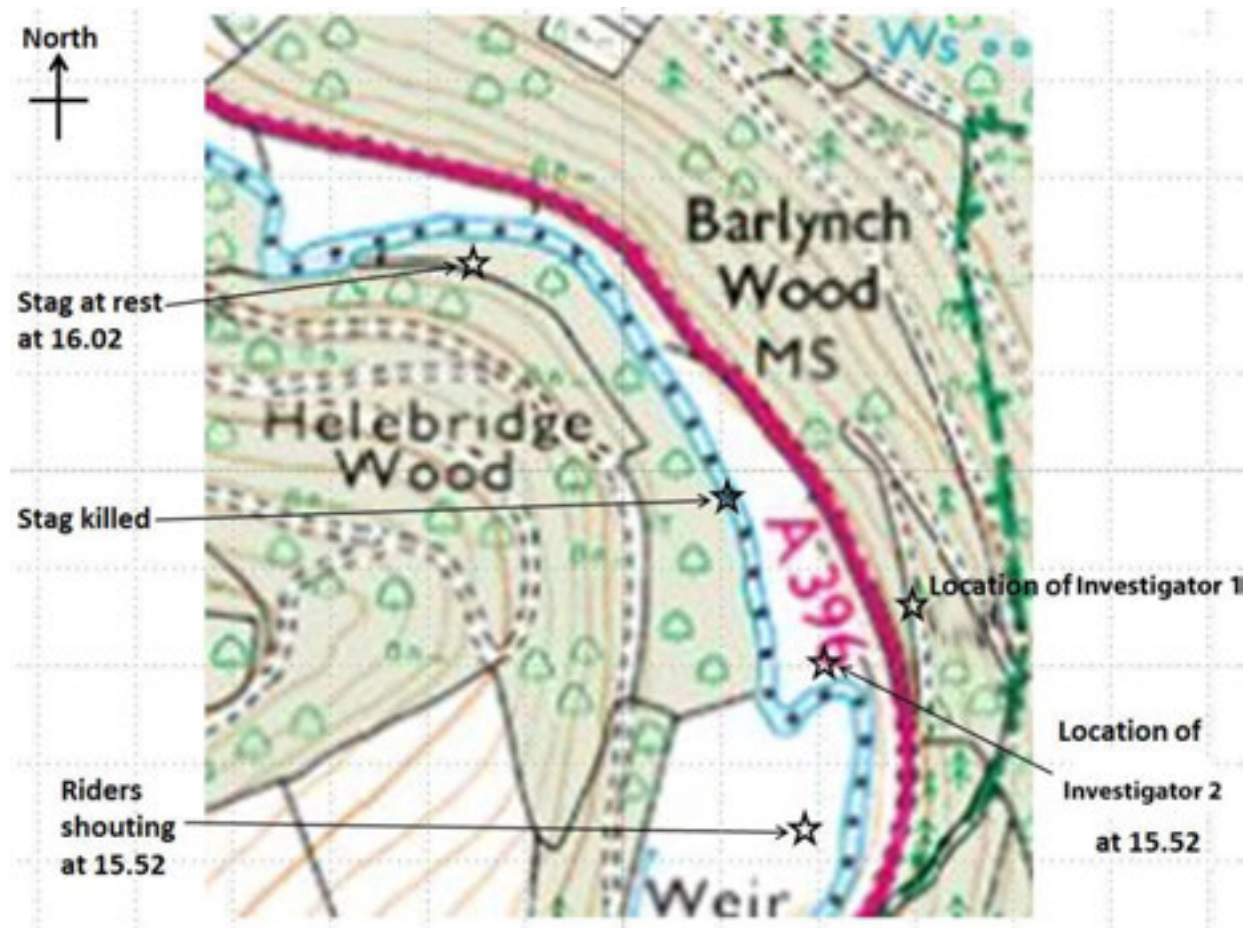 North
Ws
Barlynch
Wood
MS
Stag at rest
at 16.02
Helebridge
Wood
Stag killed
A396
Location of Investigator 1
Location of
Investigator 2
at 15.52
Riders
shouting
at 15.52
Weir